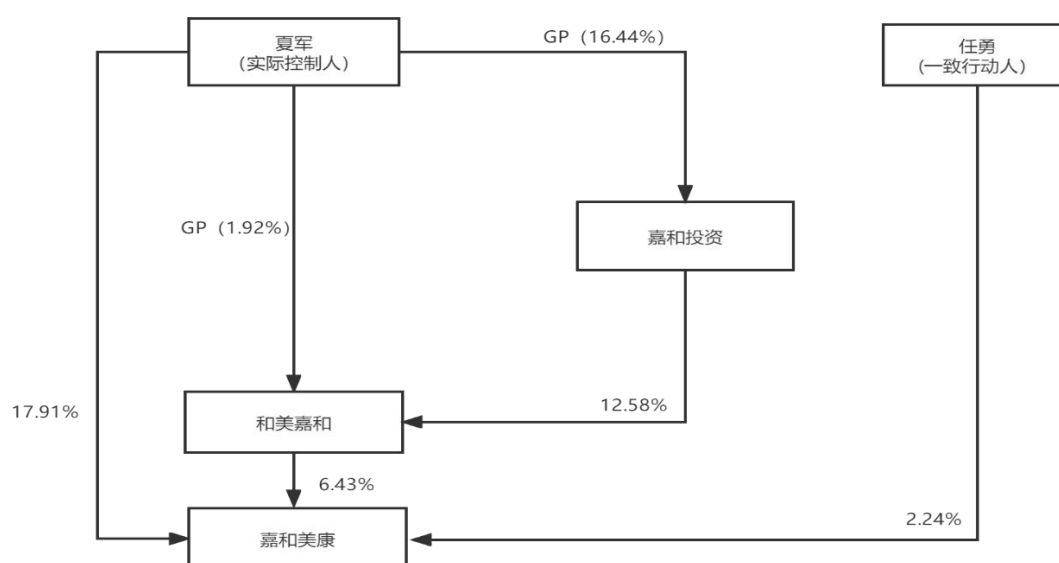 夏军
（实际控制人）
GP（16.44%）
任勇
(一致行动人）
GP（1.92%）
嘉和投资
17.91%
和美嘉和
12.58%
6.43%
嘉和美康
2.24%